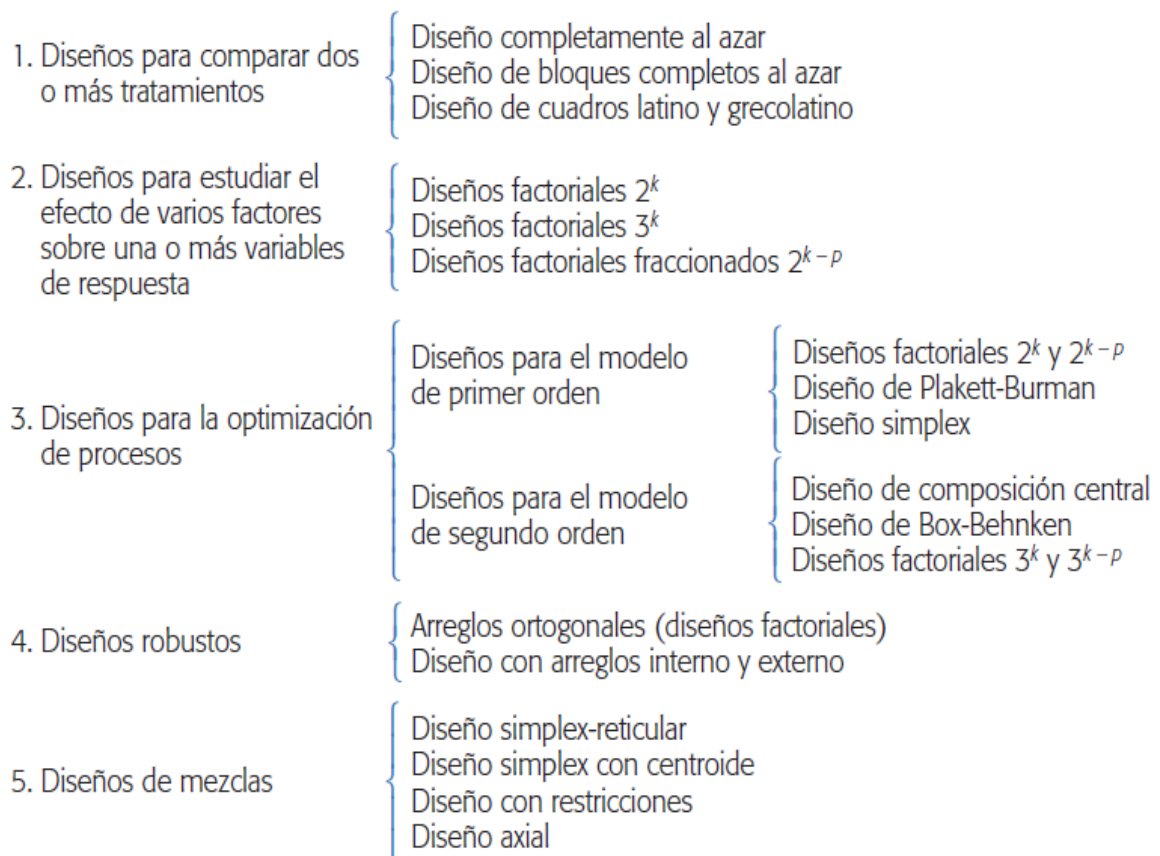 1. Diseños para comparar dos
o más tratamientos
Diseño completamente al azar
Diseño de bloques completos al azar
Diseño de cuadros latino y grecolatino
2. Diseños para estudiar el
efecto de varios factores
sobre una o más variables
de respuesta
Diseños factoriales 2^k
Diseños factoriales 3^k
Diseños factoriales fraccionados 2^{k – p}
3. Diseños para la optimización
de procesos
Diseños para el modelo
de primer orden
Diseños factoriales 2^k y 2^{k – p}
Diseño de Plakett-Burman
Diseño simplex
Diseños para el modelo
de segundo orden
Diseño de composición central
Diseño de Box-Behnken
Diseños factoriales 3^k y 3^{k – p}
4. Diseños robustos
Arreglos ortogonales (diseños factoriales)
Diseño con arreglos interno y externo
5. Diseños de mezclas
Diseño simplex-reticular
Diseño simplex con centroide
Diseño con restricciones
Diseño axial